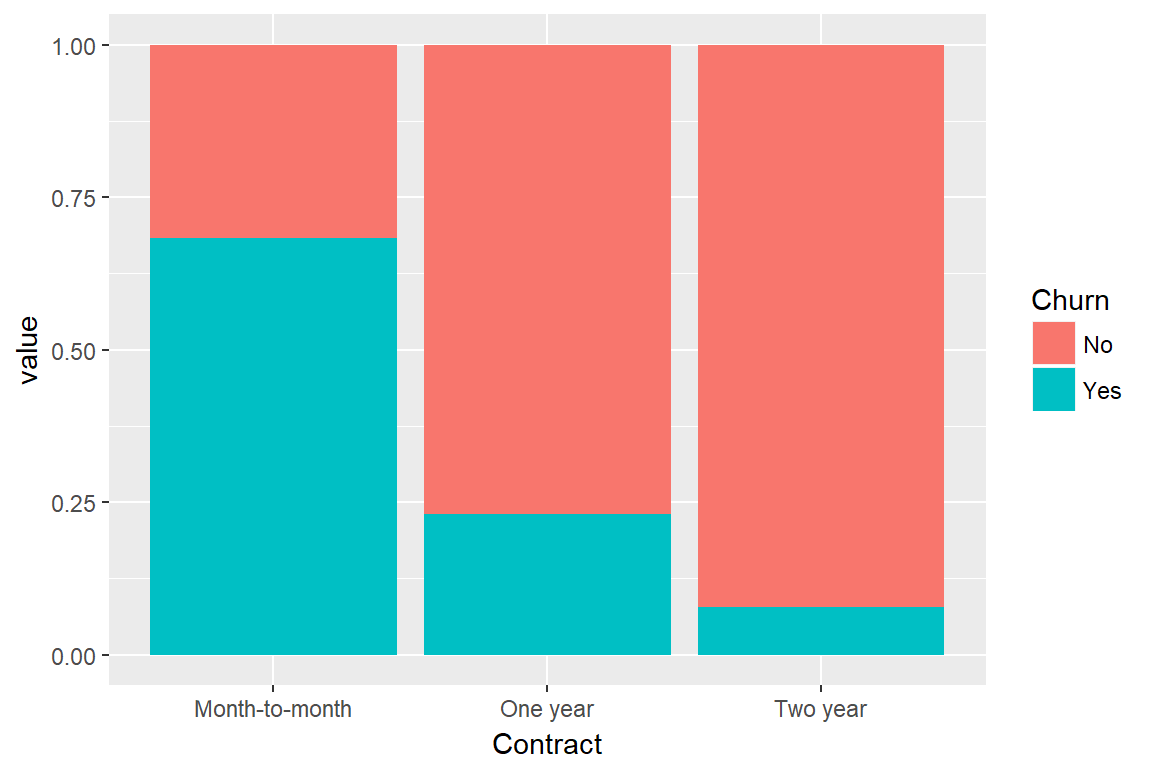 1.00
0.75
0.50
0.25
0.00
value
Month-to-month
One year
Two year
Contract
Churn
No
Yes